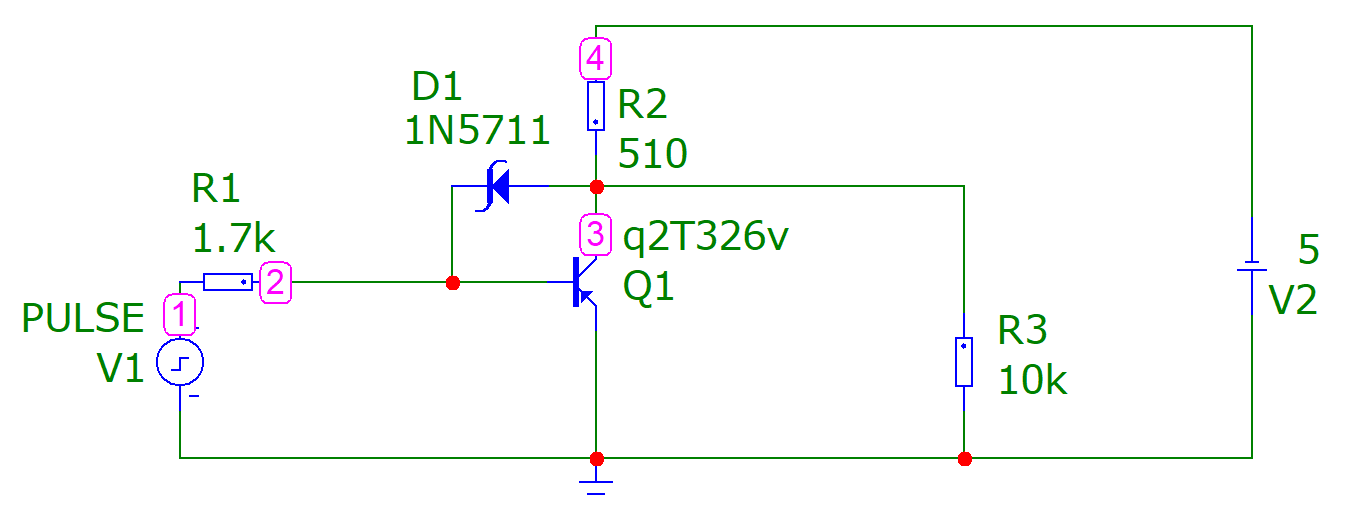 4
D1
R2
1N5711
510
R1
1.7k
3
q2T326v
5
2
Q1
1
PULSE
V2
V1
R3
10k